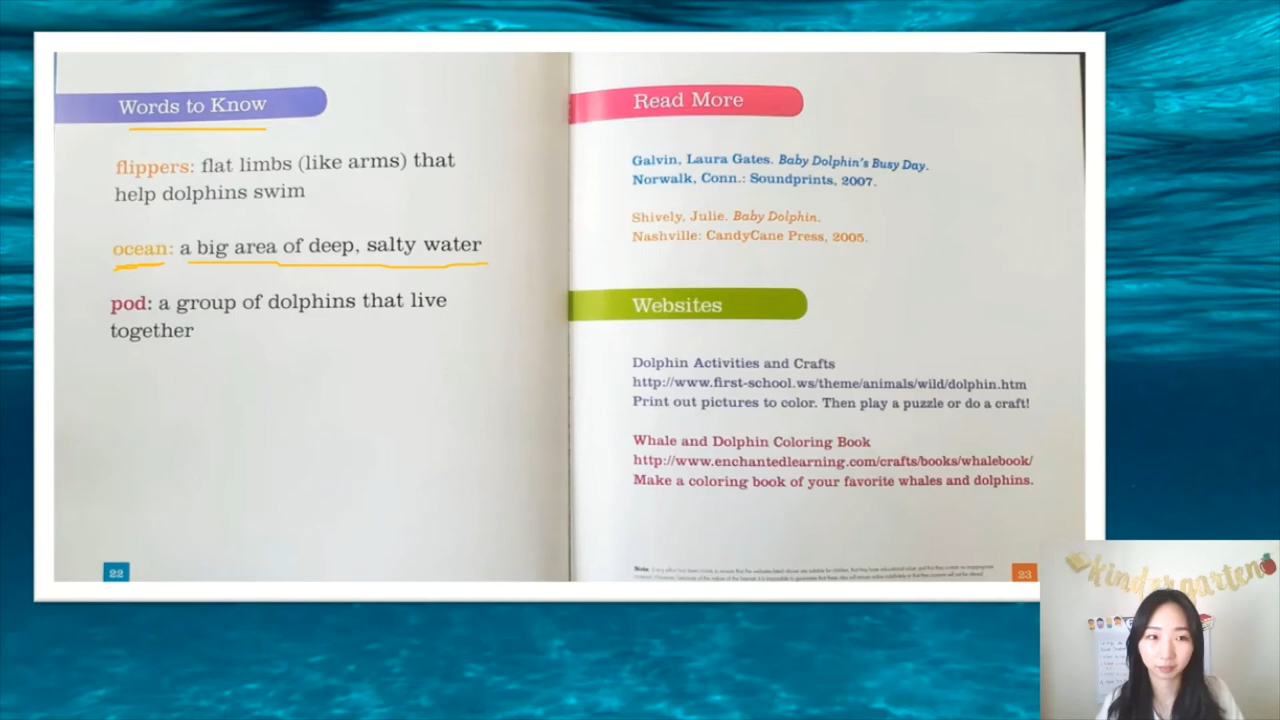 Words to Know
flippers: flat limbs (like arms) that
help dolphins swim
ocean: a big area of deep, salty water
pod: a group of dolphins that live
together
22
Read More
Galvin, Laura Gates. Baby Dolphin's Busy Day.
Norwalk, Conn.: Soundprints, 2007.
Shively, Julie. Baby Dolphin.
Nashville: CandyCane Press, 2005.
Websites
Dolphin Activities and Crafts
http://www.first-school.ws/theme/animals/wild/dolphin.htm
Print out pictures to color. Then play a puzzle or do a craft!
Whale and Dolphin Coloring Book
http://www.enchantedlearning.com/crafts/books/whalebook/
Make a coloring book of your favorite whales and dolphins.
Note:
23
kindergarten